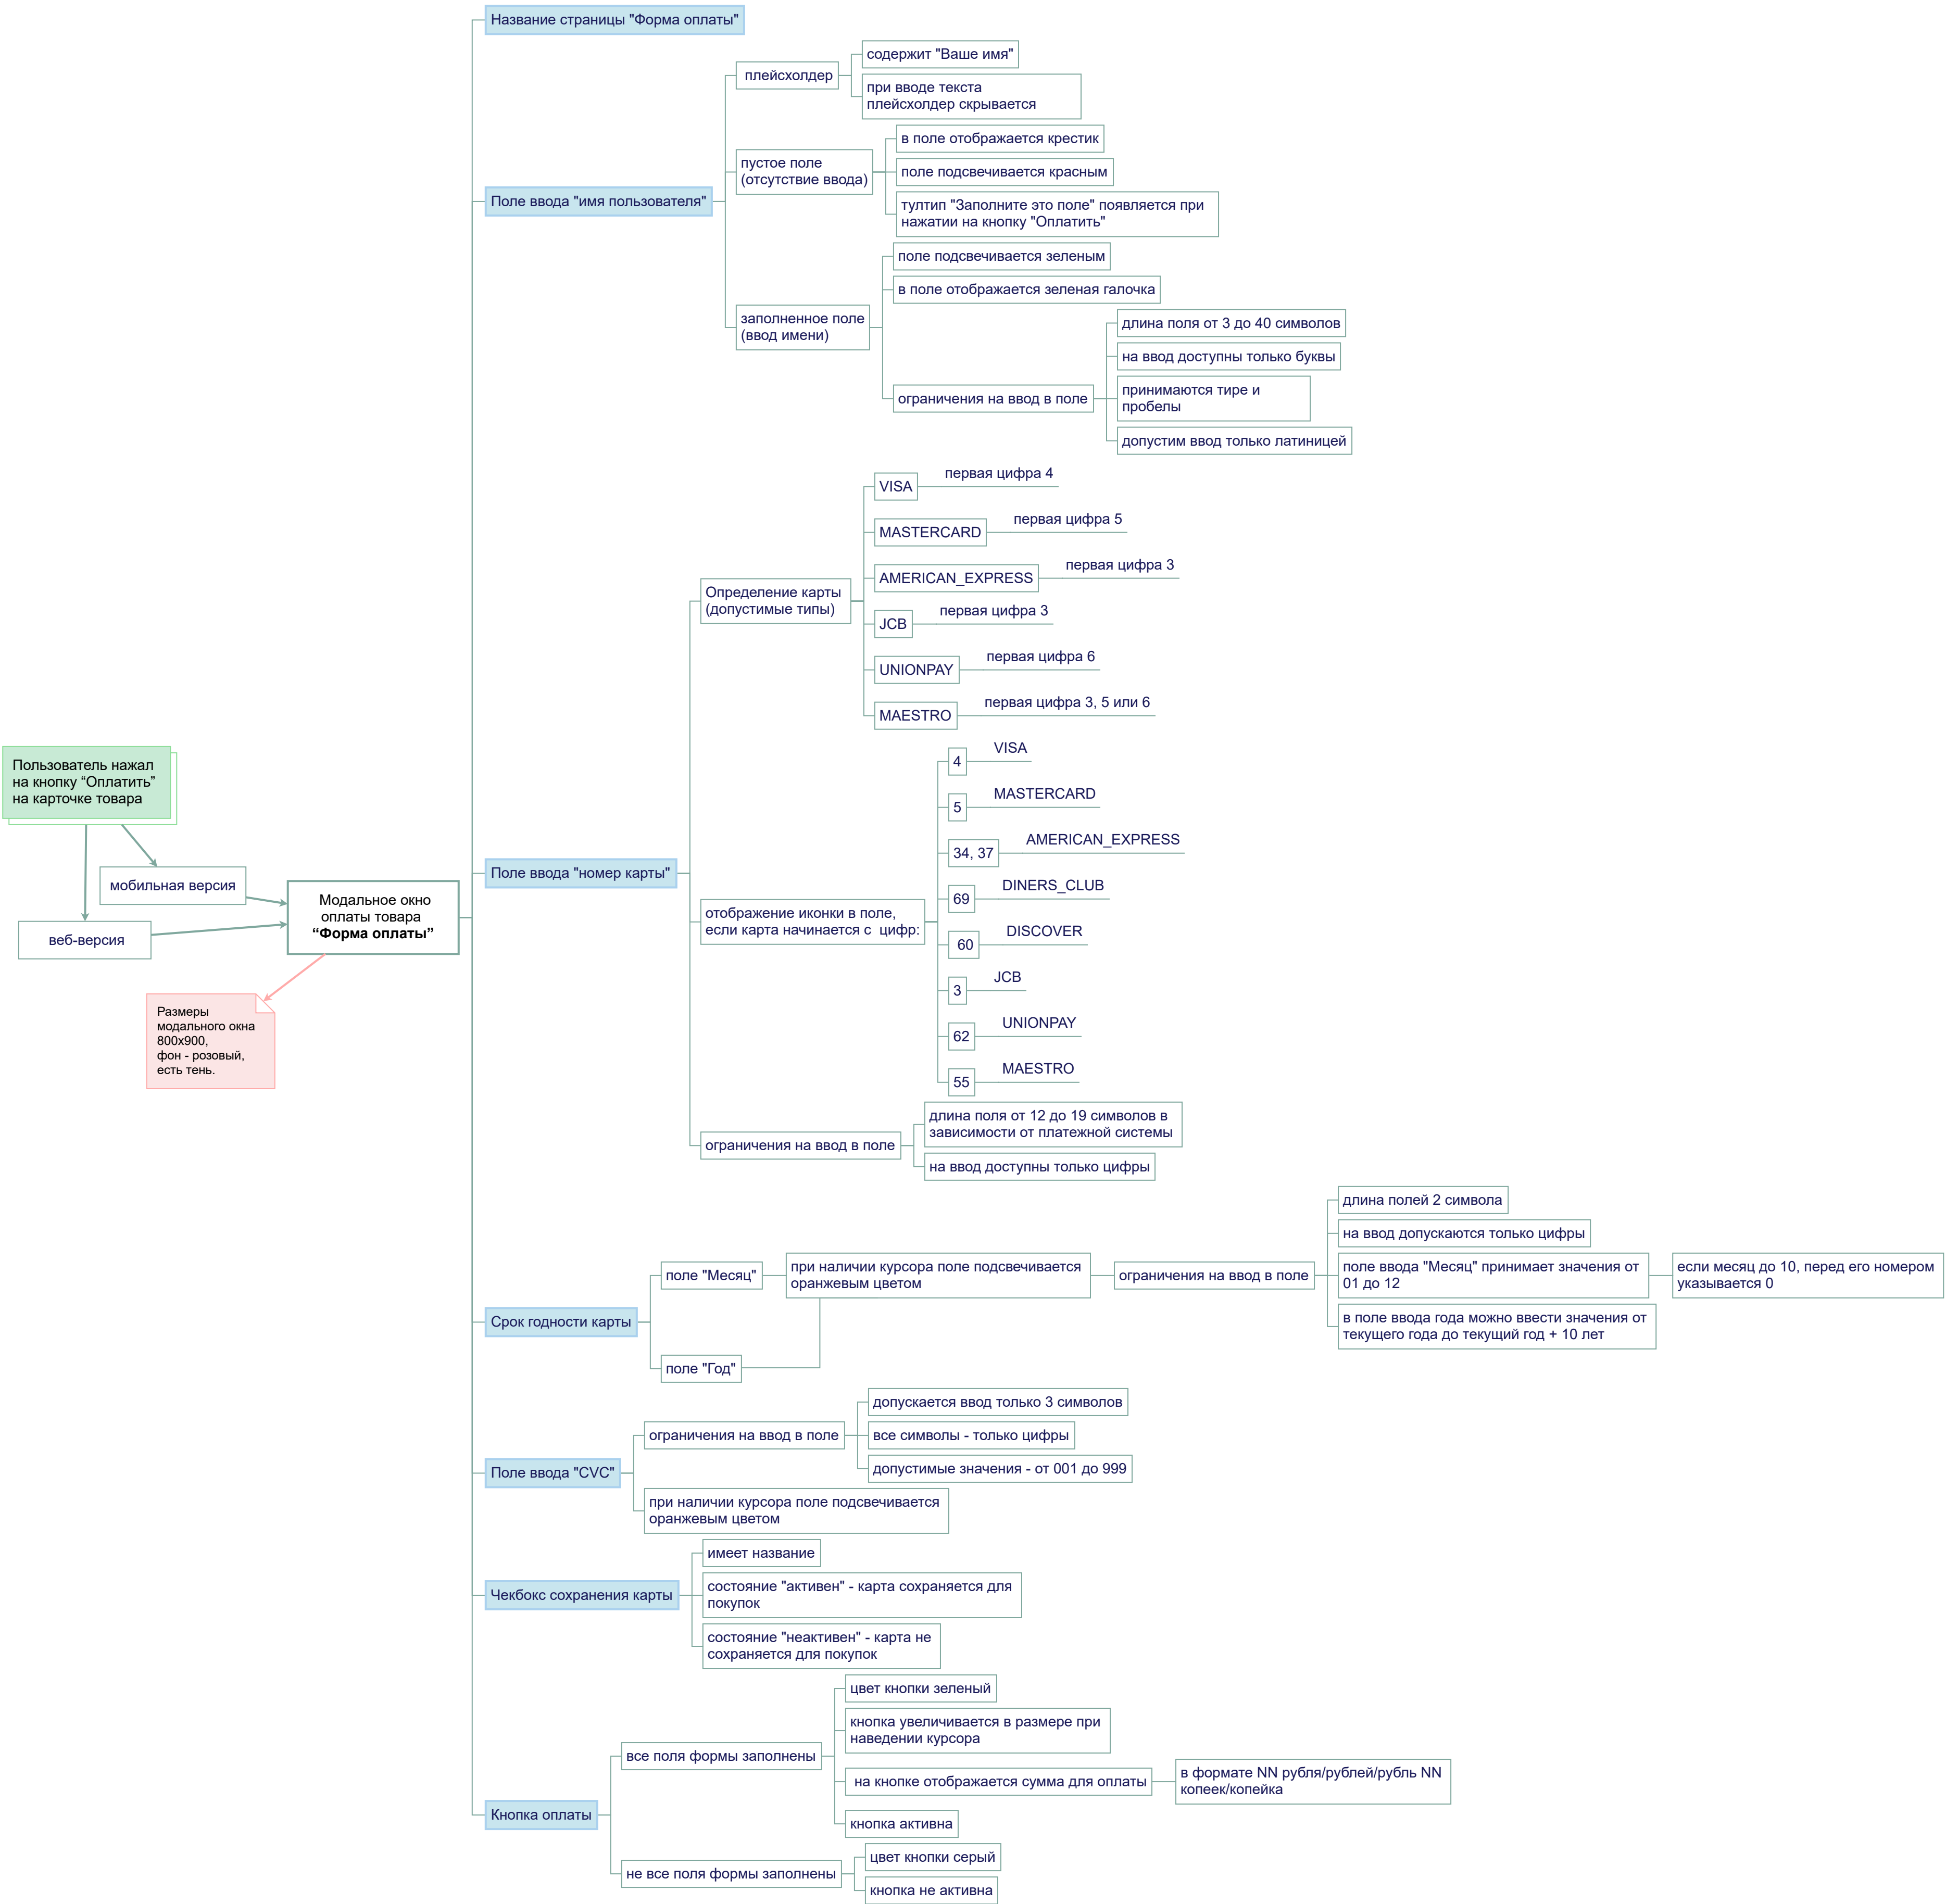 Название страницы "Форма оплаты"
Поле ввода "имя пользователя"
плейсхолдер
содержит "Ваше имя"
при вводе текста
плейсхолдер скрывается
пустое поле
(отсутствие ввода)
в поле отображается крестик
поле подсвечивается красным
тултип "Заполните это поле" появляется при
нажатии на кнопку "Оплатить"
заполненное поле
(ввод имени)
поле подсвечивается зеленым
в поле отображается зеленая галочка
ограничения на ввод в поле
длина поля от 3 до 40 символов
на ввод доступны только буквы
принимаются тире и
пробелы
допустим ввод только латиницей
Пользователь нажал
на кнопку “Оплатить”
на карточке товара
мобильная версия
веб-версия
Модальное окно
оплаты товара
“Форма оплаты”
Размеры
модального окна
800x900,
фон - розовый,
есть тень.
Поле ввода "номер карты"
Определение карты
(допустимые типы)
VISA
первая цифра 4
MASTERCARD
первая цифра 5
AMERICAN_EXPRESS
первая цифра 3
JCB
первая цифра 3
UNIONPAY
первая цифра 6
MAESTRO
первая цифра 3, 5 или 6
отображение иконки в поле,
если карта начинается с цифр:
4
VISA
5
MASTERCARD
34, 37
AMERICAN_EXPRESS
69
DINERS_CLUB
60
DISCOVER
3
JCB
62
UNIONPAY
55
MAESTRO
ограничения на ввод в поле
длина поля от 12 до 19 символов в
зависимости от платежной системы
на ввод доступны только цифры
Срок годности карты
поле "Месяц"
поле "Год"
при наличии курсора поле подсвечивается
оранжевым цветом
ограничения на ввод в поле
длина полей 2 символа
на ввод допускаются только цифры
поле ввода "Месяц" принимает значения от
01 до 12
если месяц до 10, перед его номером
указывается 0
в поле ввода года можно ввести значения от
текущего года до текущий год + 10 лет
Поле ввода "CVC"
ограничения на ввод в поле
допускается ввод только 3 символов
все символы - только цифры
допустимые значения - от 001 до 999
при наличии курсора поле подсвечивается
оранжевым цветом
Чекбокс сохранения карты
имеет название
состояние "активен" - карта сохраняется для
покупок
состояние "неактивен" - карта не
сохраняется для покупок
Кнопка оплаты
все поля формы заполнены
цвет кнопки зеленый
кнопка увеличивается в размере при
наведении курсора
на кнопке отображается сумма для оплаты
в формате NN рубля/рублей/рубль NN
копеек/копейка
кнопка активна
не все поля формы заполнены
цвет кнопки серый
кнопка не активна